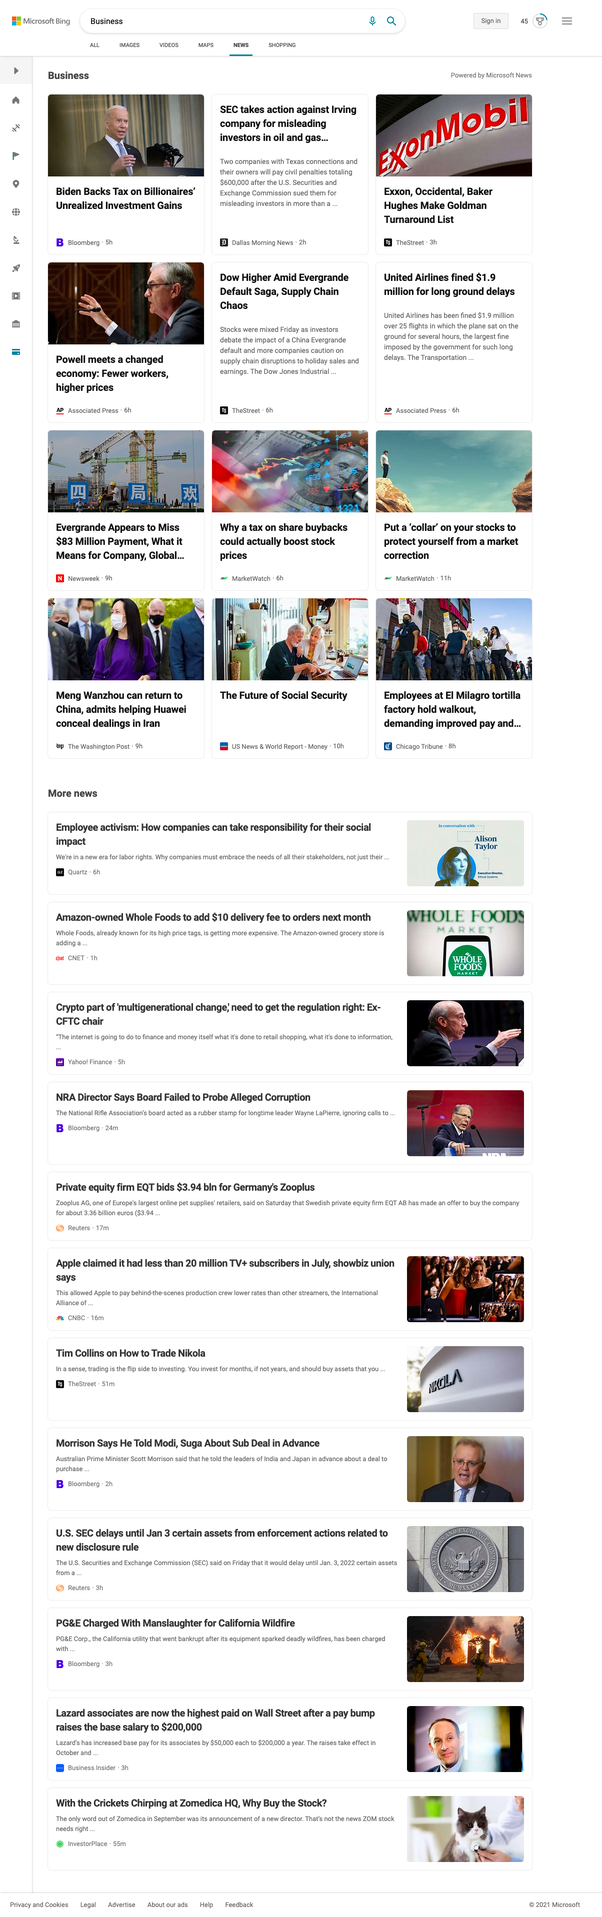 Microsoft Bing
Business
Sign in
45
ALL
IMAGES
VIDEOS
MAPS
NEWS
SHOPPING
Business
Powered by Microsoft News
Biden Backs Tax on Billionaires'
Unrealized Investment Gains
Bloomberg · 5h
SEC takes action against Irving
company for misleading
investors in oil and gas...
Two companies with Texas connections and
their owners will pay civil penalties totaling
$600,000 after the U.S. Securities and
Exchange Commission sued them for
misleading investors in more than a ...
Dallas Morning News · 2h
ExxonMobil
Exxon, Occidental, Baker
Hughes Make Goldman
Turnaround List
TheStreet · 3h
Powell meets a changed
economy: Fewer workers,
higher prices
AP
Associated Press · 6h
Dow Higher Amid Evergrande
Default Saga, Supply Chain
Chaos
Stocks were mixed Friday as investors
debate the impact of a China Evergrande
default and more companies caution on
supply chain disruptions to holiday sales and
earnings. The Dow Jones Industrial ...
TheStreet · 6h
United Airlines fined $1.9
million for long ground delays
United Airlines has been fined $1.9 million
over 25 flights in which the plane sat on the
ground for several hours, the largest fine
imposed by the government for such long
delays. The Transportation ...
AP
Associated Press · 6h
四 局 欢
Evergrande Appears to Miss
$83 Million Payment, What it
Means for Company, Global...
Newsweek · 9h
Why a tax on share buybacks
could actually boost stock
prices
MarketWatch · 6h
Put a 'collar' on your stocks to
protect yourself from a market
correction
MarketWatch · 11h
Meng Wanzhou can return to
China, admits helping Huawei
conceal dealings in Iran
wp
The Washington Post · 9h
The Future of Social Security
US News & World Report - Money · 10h
Employees at El Milagro tortilla
factory hold walkout,
demanding improved pay and...
Chicago Tribune · 8h
More news
Employee activism: How companies can take responsibility for their social
impact
We're in a new era for labor rights. Why companies must embrace the needs of all their stakeholders, not just their ...
Quartz · 6h
In conversation with
Alison
Taylor
Executive Director,
Ethical Systems
Amazon-owned Whole Foods to add $10 delivery fee to orders next month
Whole Foods, already known for its high price tags, is getting more expensive. The Amazon-owned grocery store is
adding a ...
CNET · 1h
WHOLE FOODS
MARKET
WHOLE
FOODS
MARKET
Crypto part of 'multigenerational change,' need to get the regulation right: Ex-
CFTC chair
"The internet is going to do to finance and money itself what it's done to retail shopping, what it's done to information,
...
Yahoo! Finance · 5h
NRA Director Says Board Failed to Probe Alleged Corruption
The National Rifle Association's board acted as a rubber stamp for longtime leader Wayne LaPierre, ignoring calls to ...
Bloomberg · 24m
NRA
Private equity firm EQT bids $3.94 bln for Germany's Zooplus
Zooplus AG, one of Europe's largest online pet supplies' retailers, said on Saturday that Swedish private equity firm EQT AB has made an offer to buy the company
for about 3.36 billion euros ($3.94 ...
Reuters · 17m
Apple claimed it had less than 20 million TV+ subscribers in July, showbiz union
says
This allowed Apple to pay behind-the-scenes production crew lower rates than other streamers, the International
Alliance of ...
CNBC · 16m
Tim Collins on How to Trade Nikola
In a sense, trading is the flip side to investing. You invest for months, if not years, and should buy assets that you ...
TheStreet · 51m
NIKOLA
Morrison Says He Told Modi, Suga About Sub Deal in Advance
Australian Prime Minister Scott Morrison said that he told the leaders of India and Japan in advance about a deal to
purchase ...
Bloomberg · 2h
U.S. SEC delays until Jan 3 certain assets from enforcement actions related to
new disclosure rule
The U.S. Securities and Exchange Commission (SEC) said on Friday that it would delay until Jan. 3, 2022 certain assets
from a ...
Reuters · 3h
PG&E Charged With Manslaughter for California Wildfire
PG&E Corp., the California utility that went bankrupt after its equipment sparked deadly wildfires, has been charged
with ...
Bloomberg · 3h
Lazard associates are now the highest paid on Wall Street after a pay bump
raises the base salary to $200,000
Lazard's has increased base pay for its associates by $50,000 each to $200,000 a year. The raises take effect in
October and ...
Business Insider · 3h
With the Crickets Chirping at Zomedica HQ, Why Buy the Stock?
The only word out of Zomedica in September was its announcement of a new director. That's not the news ZOM stock
needs right ...
InvestorPlace · 55m
Privacy and Cookies
Legal
Advertise
About our ads
Help
Feedback
© 2021 Microsoft